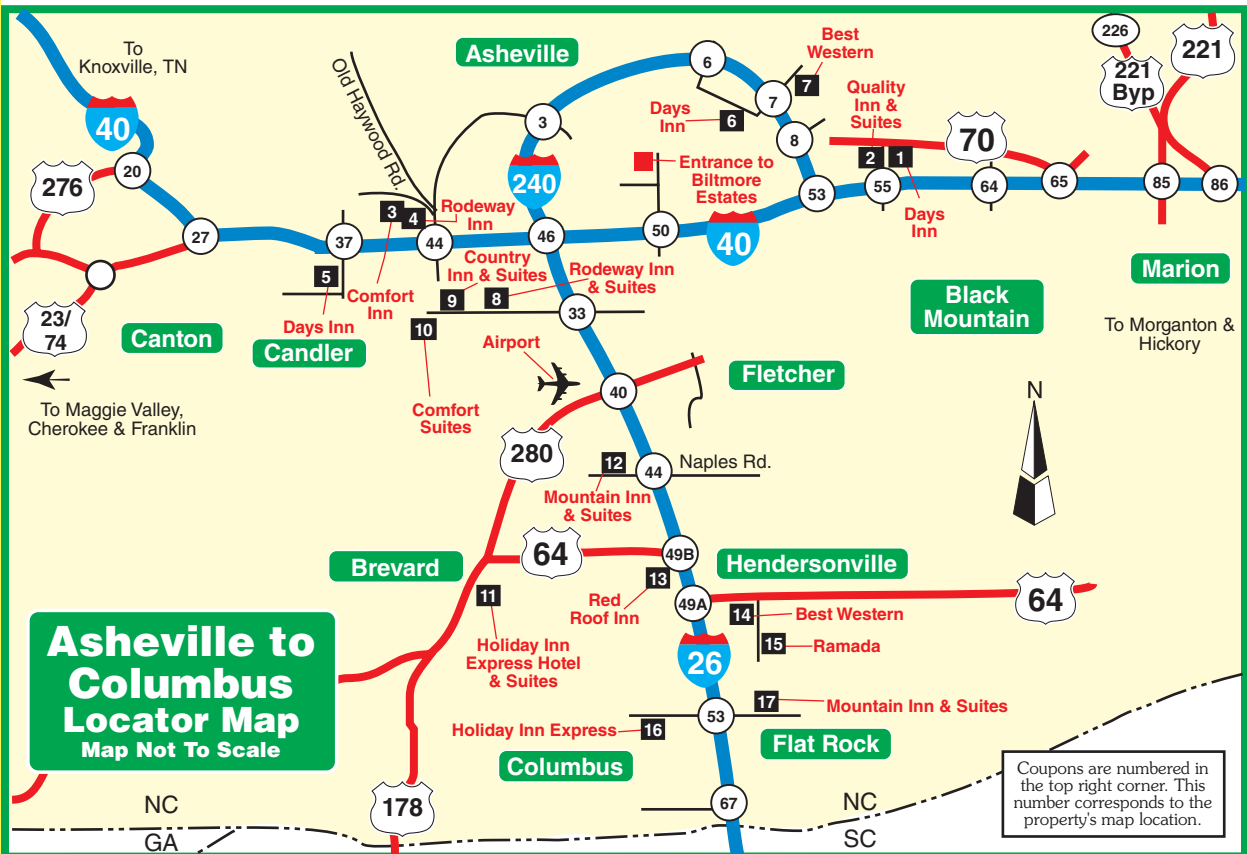 To
Knoxville, TN
40
20
276
27
23/
74
Canton
To Maggie Valley,
Cherokee & Franklin
Old Haywood Rd.
Asheville
3
6
7
8
Best
Western
7
Days
Inn
6
Quality
Inn &
Suites
2
1
Days
Inn
70
226
221
Byp
221
240
Entrance to
Biltmore
Estates
40
53
55
64
65
85
86
37
3
4
Rodeway
Inn
44
46
50
5
Days Inn
Candler
Comfort
Inn
Country
Inn & Suites
9
8
Rodeway Inn
& Suites
33
10
Comfort
Suites
Airport
Black
Mountain
Marion
To Morganton &
Hickory
Fletcher
40
280
12
44
Naples Rd.
Mountain Inn
& Suites
N
64
49B
Brevard
Hendersonville
13
Red
Roof Inn
49A
64
11
Holiday Inn
Express Hotel
& Suites
14
Best Western
15
Ramada
26
17
Mountain Inn & Suites
53
Holiday Inn Express
16
Flat Rock
Columbus
Asheville to
Columbus
Locator Map
Map Not To Scale
67
178
NC
GA
NC
SC
Coupons are numbered in
the top right corner. This
number corresponds to the
property's map location.